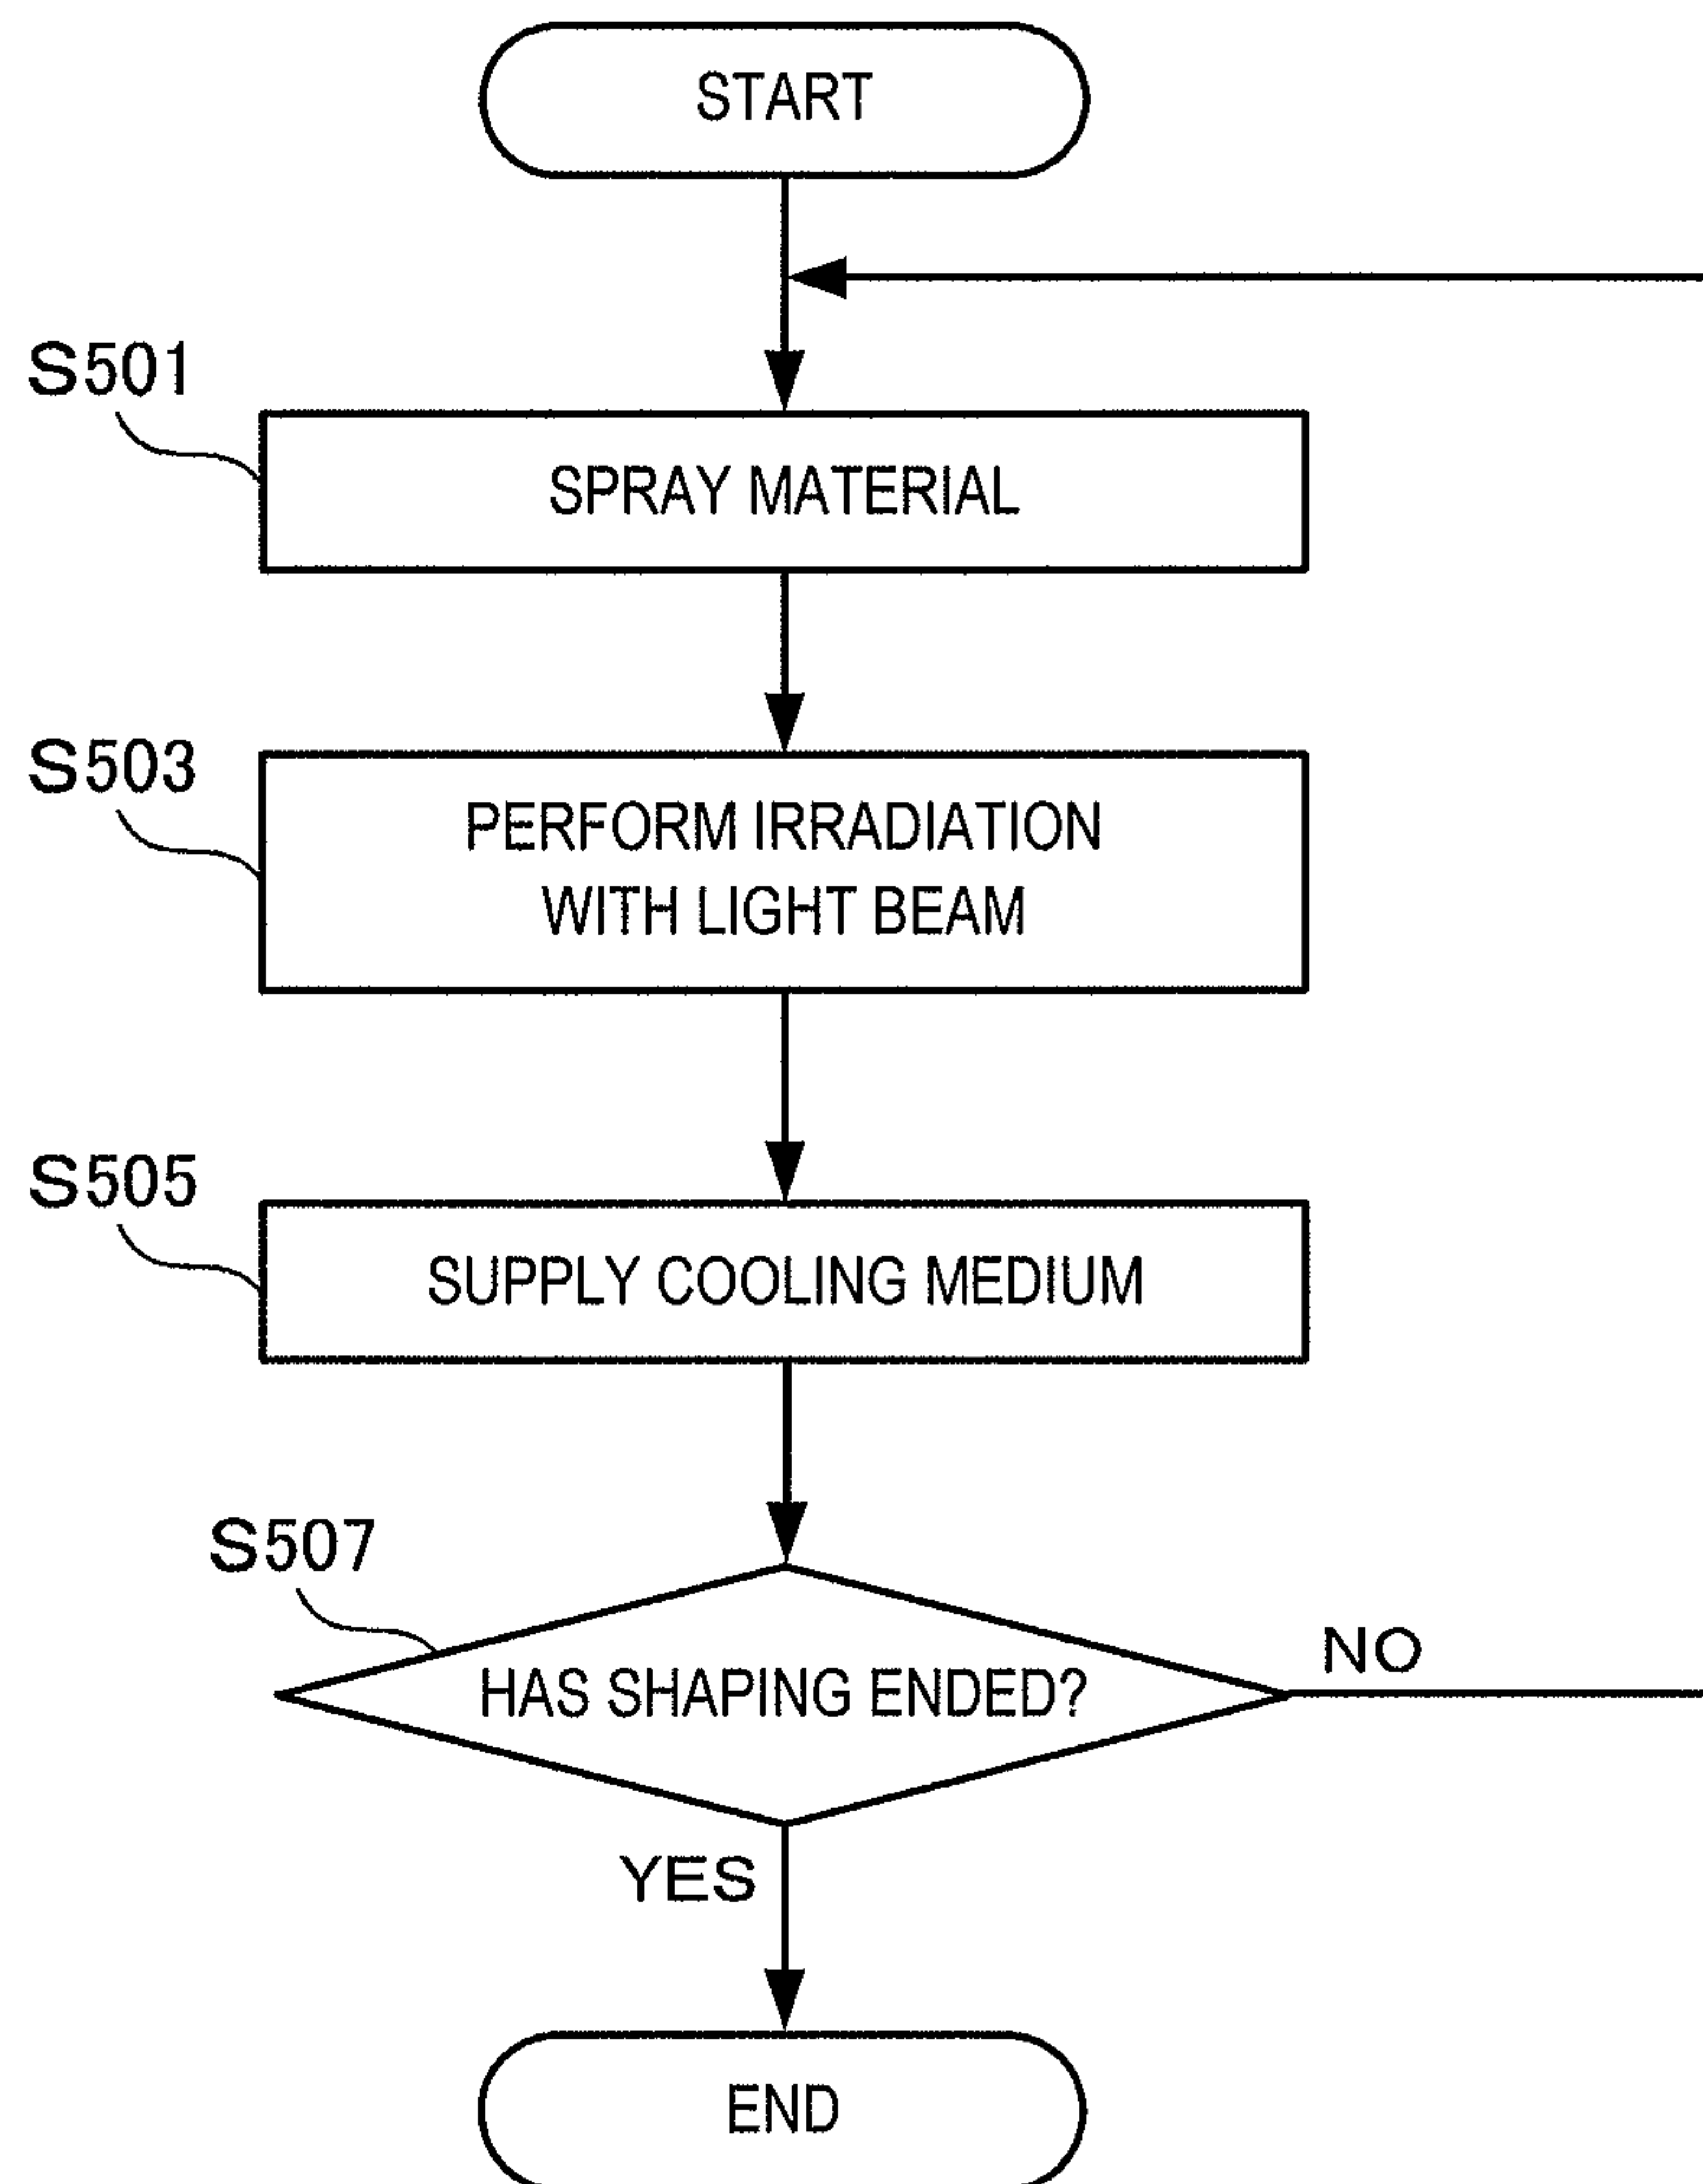 START
S501
SPRAY MATERIAL
S503
PERFORM IRRADIATION
WITH LIGHT BEAM
S505
SUPPLY COOLING MEDIUM
S507
HAS SHAPING ENDED?
NO
YES
END